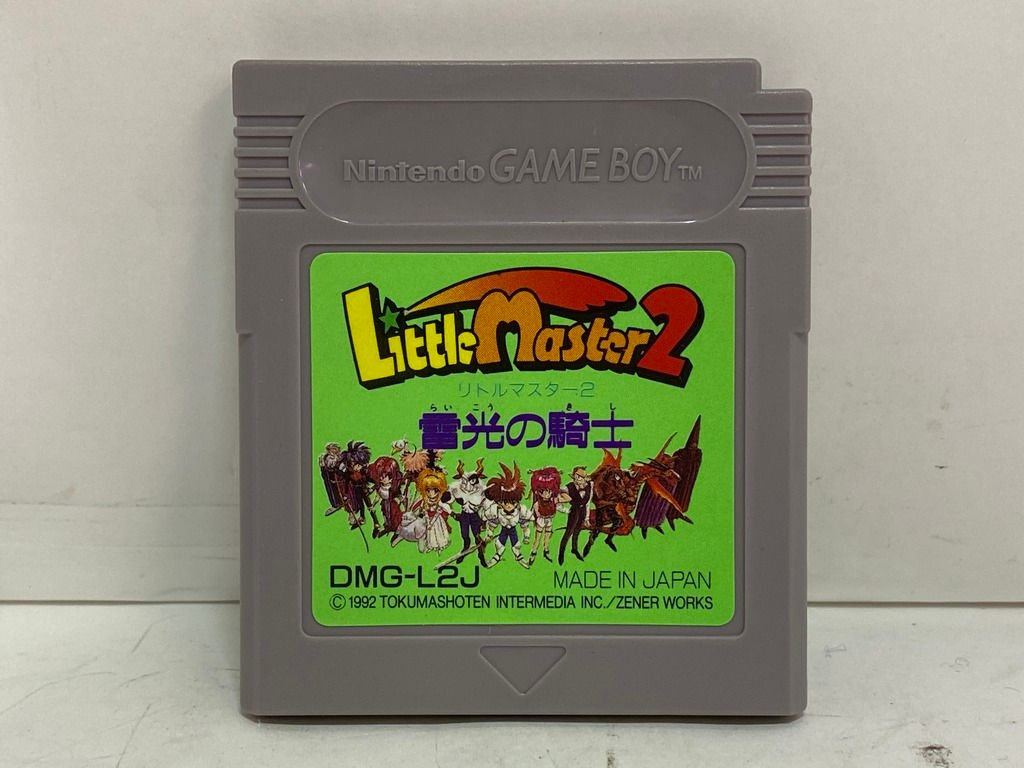 Nintendo GAME BOY™
Little Master 2
リトルマスター2
らいこう きし
雷光の騎士
DMG-L2J MADE IN JAPAN
© 1992 TOKUMASHOTEN INTERMEDIA INC./ZENER WORKS